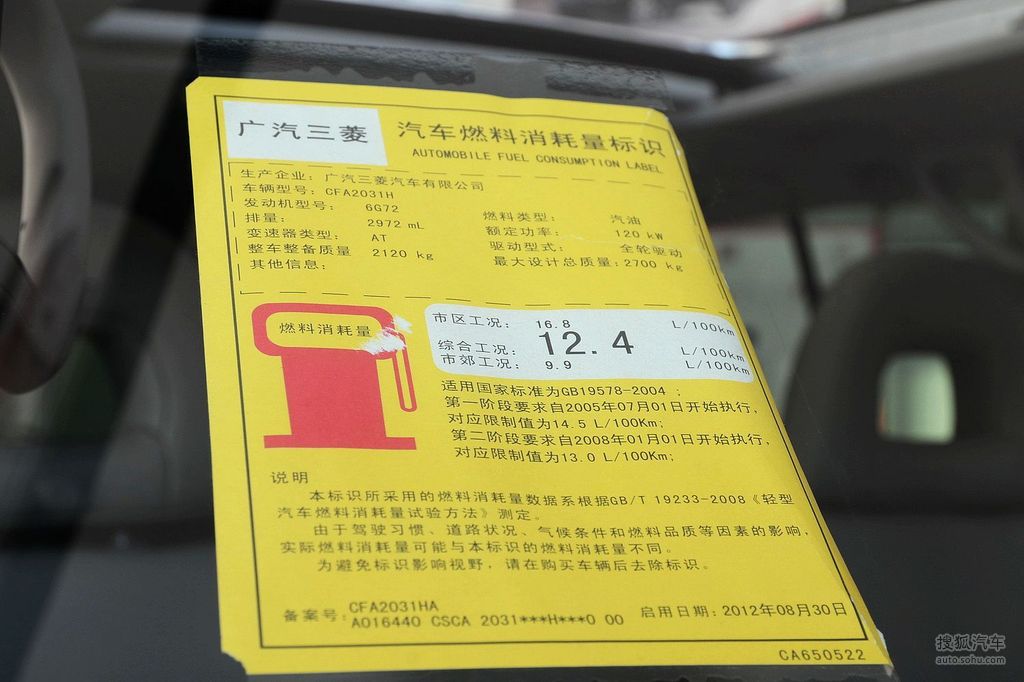 广汽三菱 汽车燃料消耗量标识
AUTOMOBILE FUEL CONSUMPTION LABEL
生产企业: 广汽三菱汽车有限公司
车辆型号: CFA2031H
发动机型号: 6G72 燃料类型: 汽油
排量: 2972 mL 额定功率: 120 kW
变速器类型: AT 驱动型式: 全轮驱动
整车整备质量 2120 kg 最大设计总质量: 2700 kg
其他信息:
燃料消耗量
市区工况: 16.8 L/100km
综合工况: 12.4 L/100km
市郊工况: 9.9 L/100km
适用国家标准为GB19578-2004 ;
第一阶段要求自2005年07月01日开始执行,
对应限制值为14.5 L/100Km;
第二阶段要求自2008年01月01日开始执行,
对应限制值为13.0 L/100Km;
说明
本标识所采用的燃料消耗量数据系根据GB/T 19233-2008《轻型
汽车燃料消耗量试验方法》测定。
由于驾驶习惯、道路状况、气候条件和燃料品质等因素的影响,
实际燃料消耗量可能与本标识的燃料消耗量不同。
为避免标识影响视野,请在购买车辆后去除标识。
备案号: CFA2031HA
A016440 CSCA 2031***H***0 00 启用日期: 2012年08月30日
CA650522
搜狐汽车
auto.sohu.com